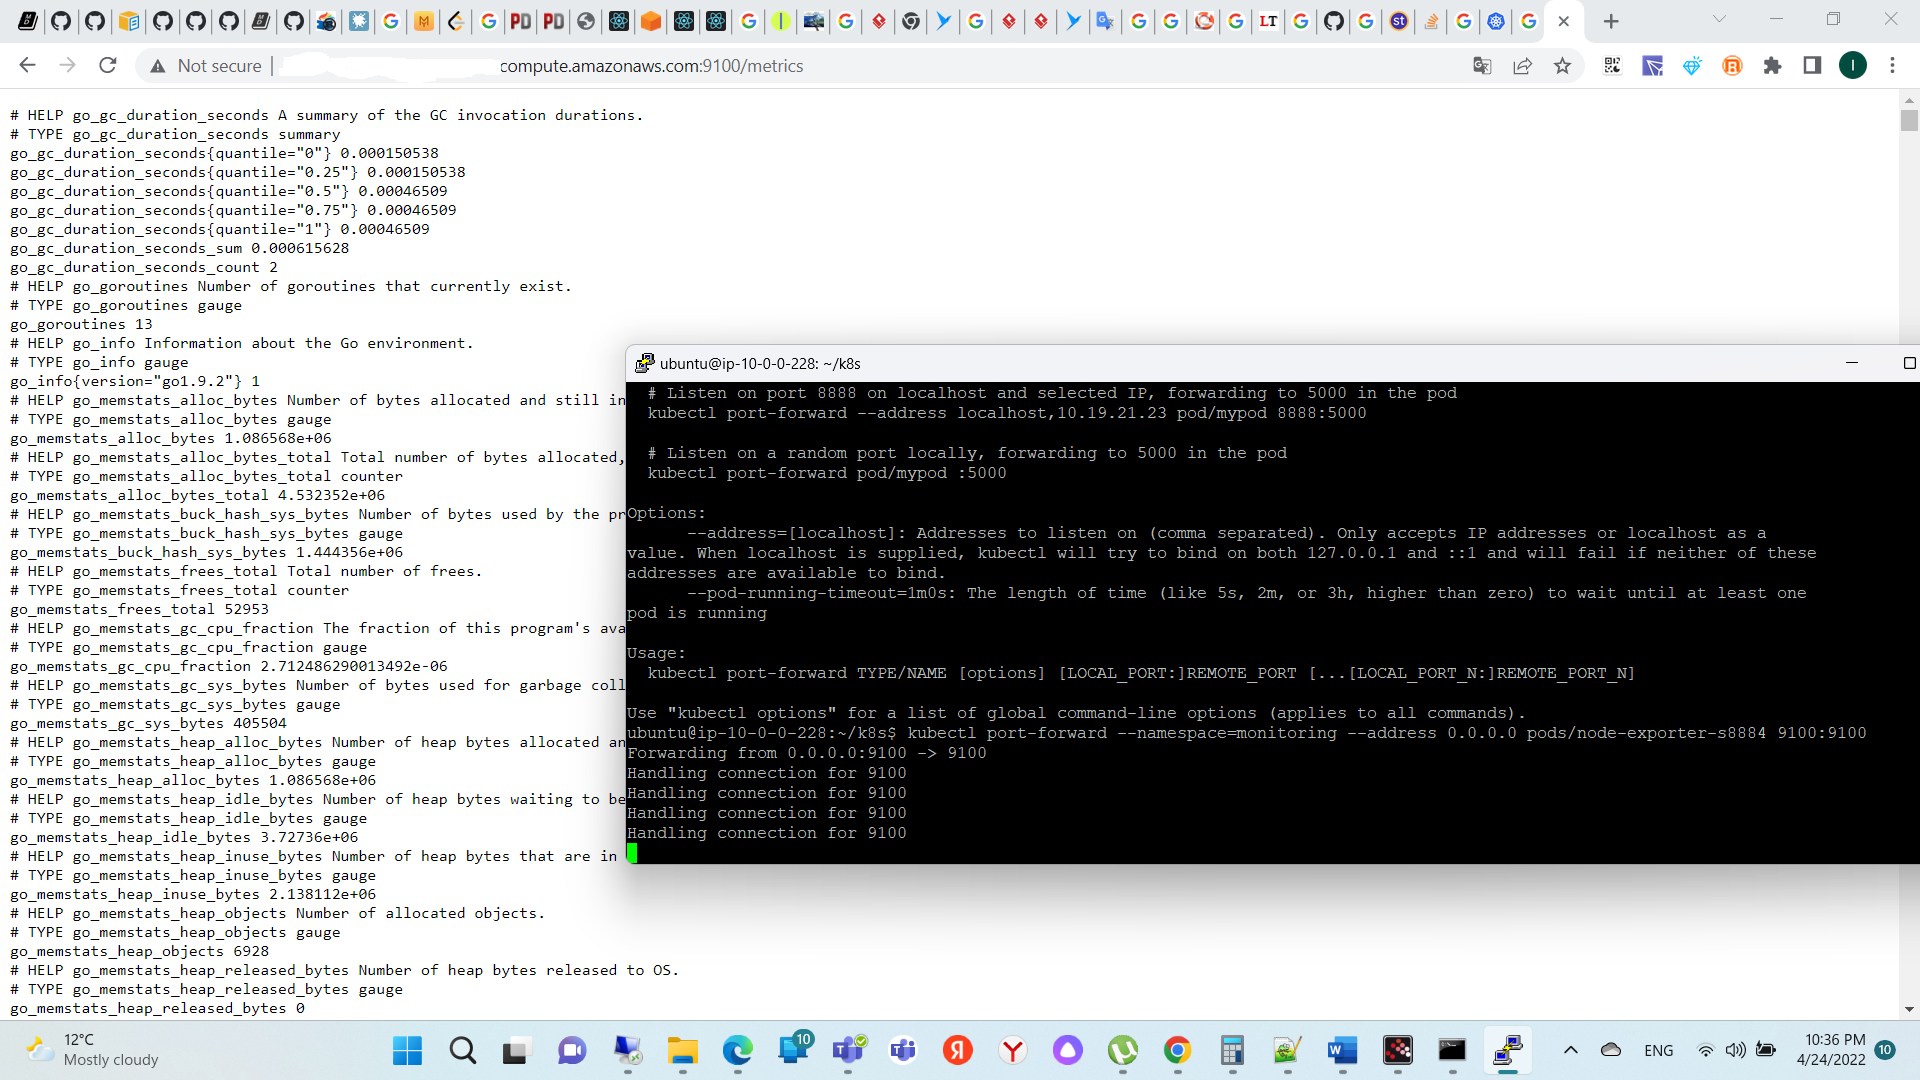 Not secure
compute.amazonaws.com:9100/metrics
# HELP go_gc_duration_seconds A summary of the GC invocation durations.
# TYPE go_gc_duration_seconds summary
go_gc_duration_seconds{quantile="0"} 0.000150538
go_gc_duration_seconds{quantile="0.25"} 0.000150538
go_gc_duration_seconds{quantile="0.5"} 0.00046509
go_gc_duration_seconds{quantile="0.75"} 0.00046509
go_gc_duration_seconds{quantile="1"} 0.00046509
go_gc_duration_seconds_sum 0.000615628
go_gc_duration_seconds_count 2
# HELP go_goroutines Number of goroutines that currently exist.
# TYPE go_goroutines gauge
go_goroutines 13
# HELP go_info Information about the Go environment.
# TYPE go_info gauge
go_info{version="go1.9.2"} 1
# HELP go_memstats_alloc_bytes Number of bytes allocated and still in
# TYPE go_memstats_alloc_bytes gauge
go_memstats_alloc_bytes 1.086568e+06
# HELP go_memstats_alloc_bytes_total Total number of bytes allocated,
# TYPE go_memstats_alloc_bytes_total counter
go_memstats_alloc_bytes_total 4.532352e+06
# HELP go_memstats_buck_hash_sys_bytes Number of bytes used by the pr
# TYPE go_memstats_buck_hash_sys_bytes gauge
go_memstats_buck_hash_sys_bytes 1.444356e+06
# HELP go_memstats_frees_total Total number of frees.
# TYPE go_memstats_frees_total counter
go_memstats_frees_total 52953
# HELP go_memstats_gc_cpu_fraction The fraction of this program's ava
# TYPE go_memstats_gc_cpu_fraction gauge
go_memstats_gc_cpu_fraction 2.712486290013492e-06
# HELP go_memstats_gc_sys_bytes Number of bytes used for garbage coll
# TYPE go_memstats_gc_sys_bytes gauge
go_memstats_gc_sys_bytes 405504
# HELP go_memstats_heap_alloc_bytes Number of heap bytes allocated an
# TYPE go_memstats_heap_alloc_bytes gauge
go_memstats_heap_alloc_bytes 1.086568e+06
# HELP go_memstats_heap_idle_bytes Number of heap bytes waiting to be
# TYPE go_memstats_heap_idle_bytes gauge
go_memstats_heap_idle_bytes 3.72736e+06
# HELP go_memstats_heap_inuse_bytes Number of heap bytes that are in
# TYPE go_memstats_heap_inuse_bytes gauge
go_memstats_heap_inuse_bytes 2.138112e+06
# HELP go_memstats_heap_objects Number of allocated objects.
# TYPE go_memstats_heap_objects gauge
go_memstats_heap_objects 6928
# HELP go_memstats_heap_released_bytes Number of heap bytes released to OS.
# TYPE go_memstats_heap_released_bytes gauge
go_memstats_heap_released_bytes 0
ubuntu@ip-10-0-0-228: ~/k8s
# Listen on port 8888 on localhost and selected IP, forwarding to 5000 in the pod
kubectl port-forward --address localhost,10.19.21.23 pod/mypod 8888:5000
# Listen on a random port locally, forwarding to 5000 in the pod
kubectl port-forward pod/mypod :5000
Options:
--address=[localhost]: Addresses to listen on (comma separated). Only accepts IP addresses or localhost as a
value. When localhost is supplied, kubectl will try to bind on both 127.0.0.1 and ::1 and will fail if neither of these
addresses are available to bind.
--pod-running-timeout=1m0s: The length of time (like 5s, 2m, or 3h, higher than zero) to wait until at least one
pod is running
Usage:
kubectl port-forward TYPE/NAME [options] [LOCAL_PORT:]REMOTE_PORT [...[LOCAL_PORT_N:]REMOTE_PORT_N]
Use "kubectl options" for a list of global command-line options (applies to all commands).
ubuntu@ip-10-0-0-228:~/k8s$ kubectl port-forward --namespace=monitoring --address 0.0.0.0 pods/node-exporter-s8884 9100:9100
Forwarding from 0.0.0.0:9100 -> 9100
Handling connection for 9100
Handling connection for 9100
Handling connection for 9100
Handling connection for 9100
12°C
Mostly cloudy
10
ENG
10:36 PM
4/24/2022
10